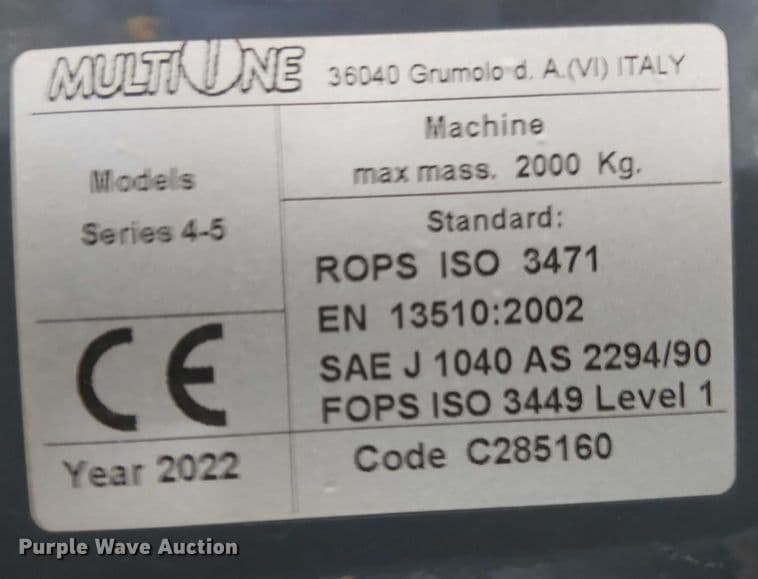 MULTIONE 36040 Grumolo d. A.(VI) ITALY
Models
Series 4-5
Machine
max mass. 2000 Kg.
Standard:
ROPS ISO 3471
EN 13510:2002
SAE J 1040 AS 2294/90
FOPS ISO 3449 Level 1
CE
Year 2022
Code C285160
Purple Wave Auction